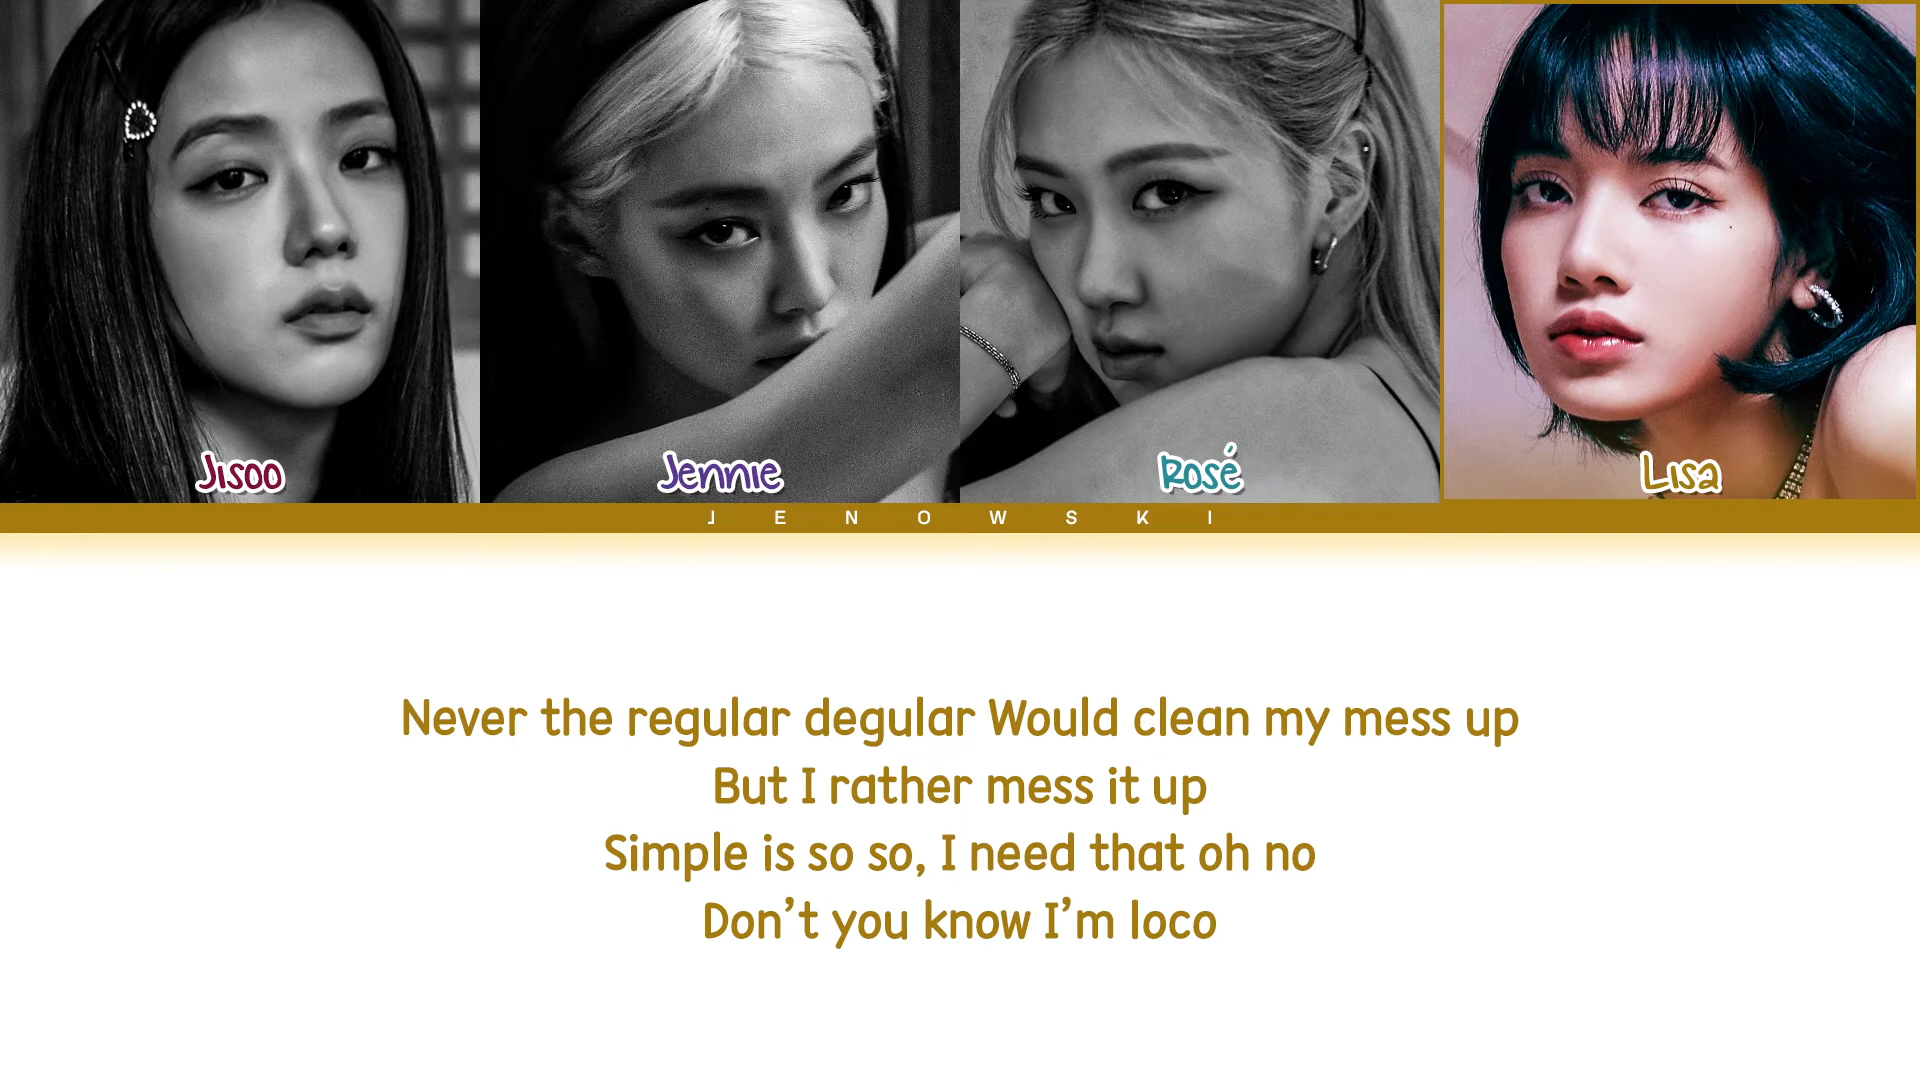 Jisoo
Jennie
Rosé
Lisa
JENOWSKI
Never the regular degular Would clean my mess up
But I rather mess it up
Simple is so so, I need that oh no
Don’t you know I’m loco